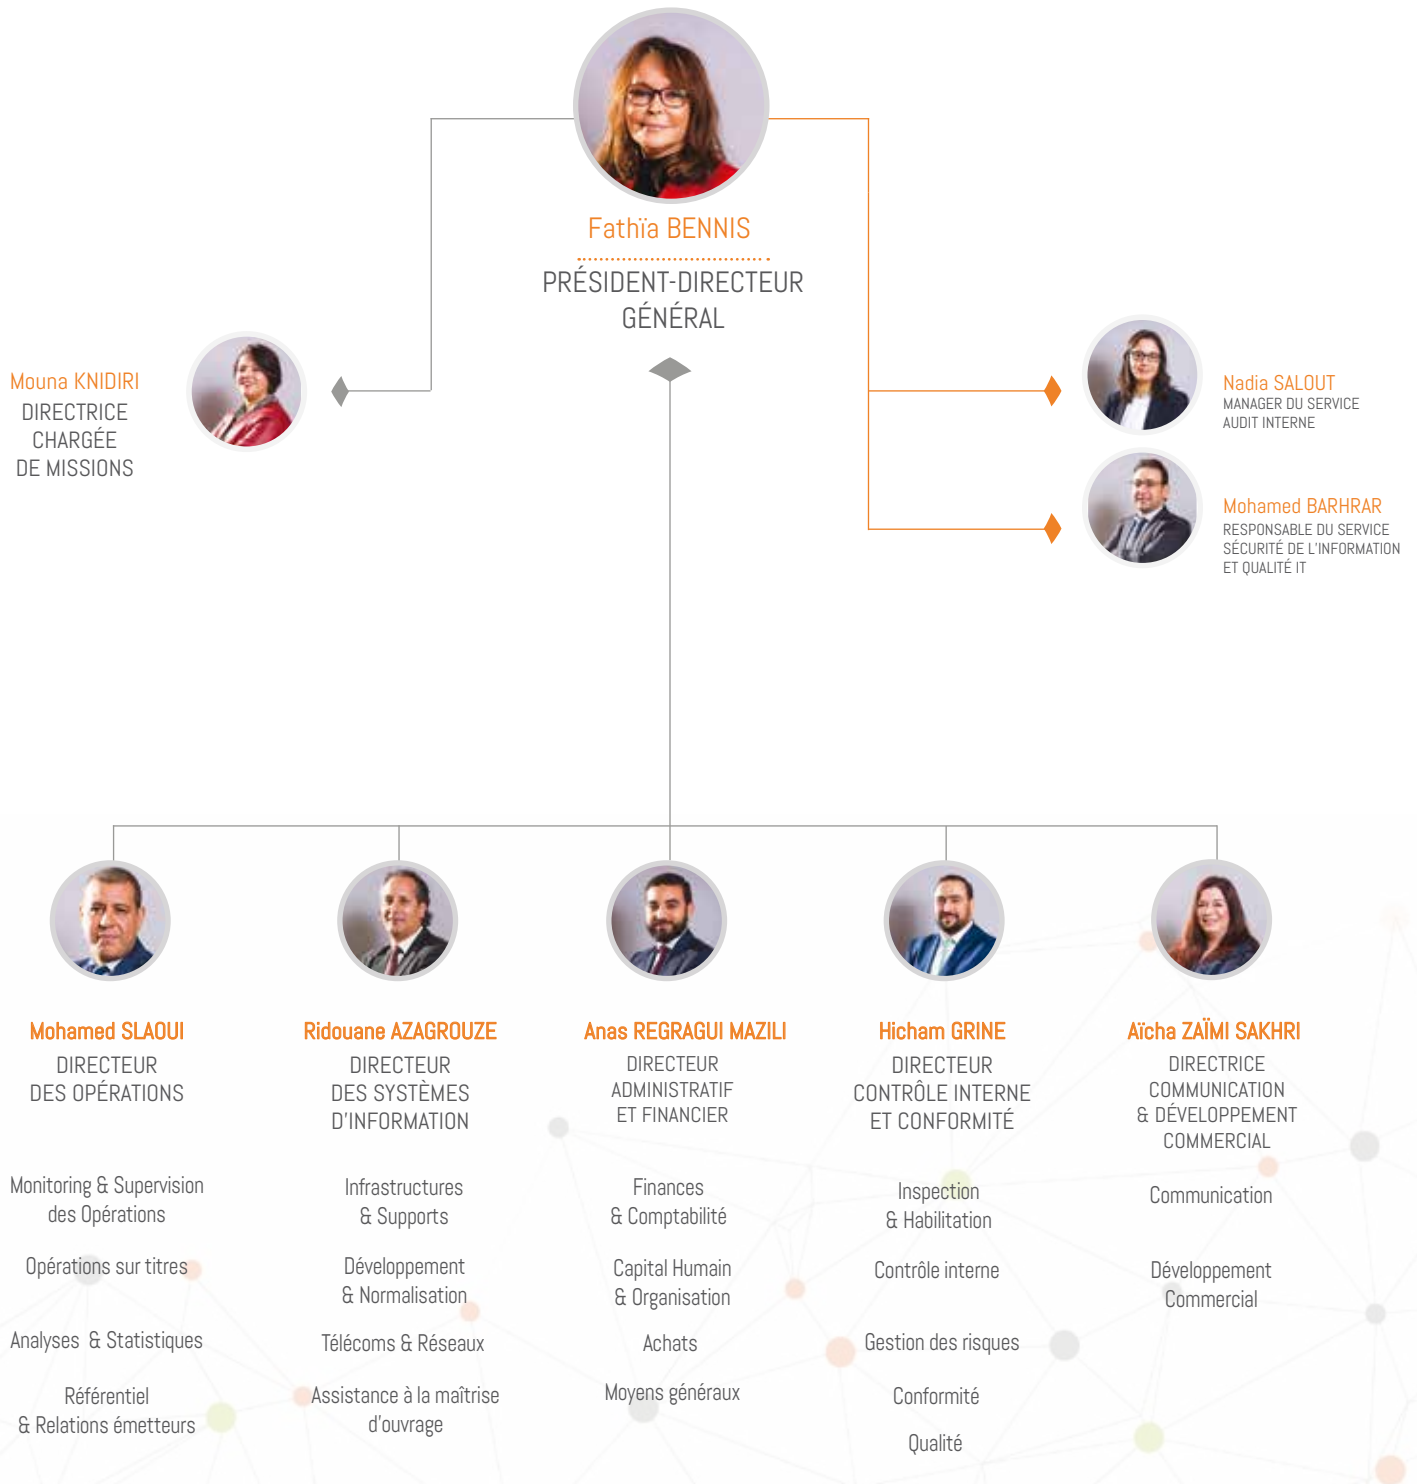 Fathïa BENNIS
PRÉSIDENT-DIRECTEUR
GÉNÉRAL
Mouna KNIDIRI
DIRECTRICE
CHARGÉE
DE MISSIONS
Nadia SALOUT
MANAGER DU SERVICE
AUDIT INTERNE
Mohamed BARHRAR
RESPONSABLE DU SERVICE
SÉCURITÉ DE L'INFORMATION
ET QUALITÉ IT
Mohamed SLAOUI
DIRECTEUR
DES OPÉRATIONS
Monitoring & Supervision
des Opérations
Opérations sur titres
Analyses & Statistiques
Référentiel
& Relations émetteurs
Ridouane AZAGROUZE
DIRECTEUR
DES SYSTÈMES
D'INFORMATION
Infrastructures
& Supports
Développement
& Normalisation
Télécoms & Réseaux
Assistance à la maîtrise
d'ouvrage
Anas REGRAGUI MAZILI
DIRECTEUR
ADMINISTRATIF
ET FINANCIER
Finances
& Comptabilité
Capital Humain
& Organisation
Achats
Moyens généraux
Hicham GRINE
DIRECTEUR
CONTRÔLE INTERNE
ET CONFORMITÉ
Inspection
& Habilitation
Contrôle interne
Gestion des risques
Conformité
Qualité
Aïcha ZAÏMI SAKHRI
DIRECTRICE
COMMUNICATION
& DÉVELOPPEMENT
COMMERCIAL
Communication
Développement
Commercial